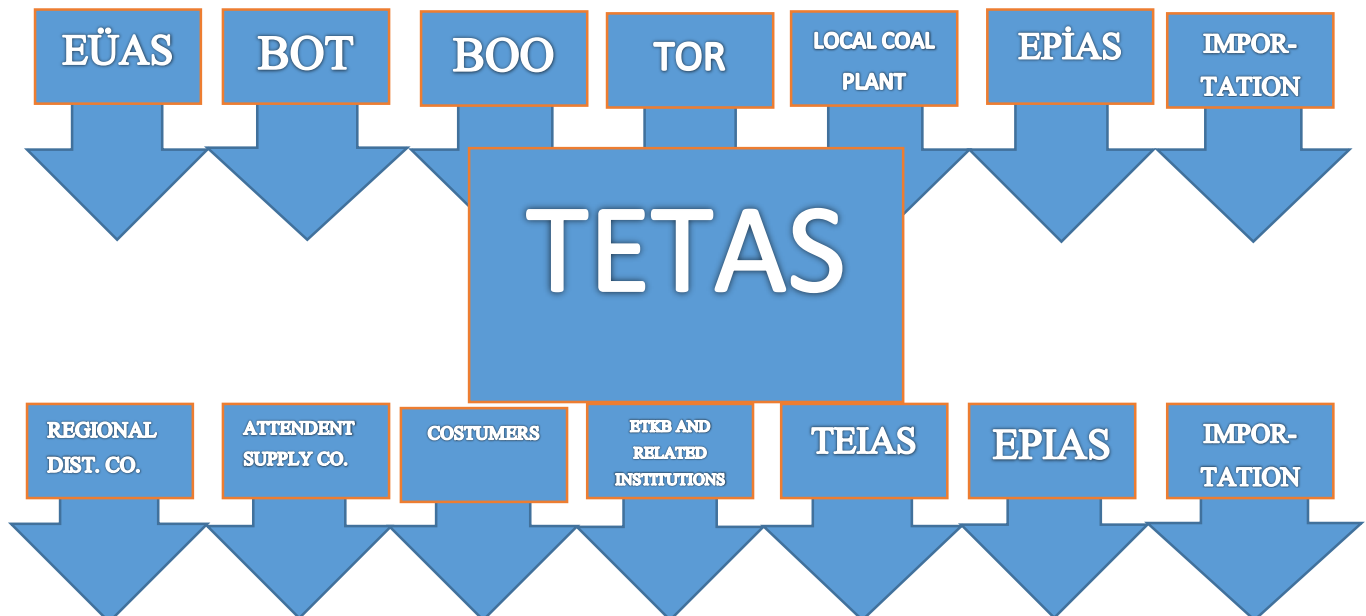 EÜAS
BOT
BOO
TOR
LOCAL COAL
PLANT
EPİAS
IMPOR-
TATION
TETAS
REGIONAL
DIST. CO.
ATTENDENT
SUPPLY CO.
COSTUMERS
ETKB AND
RELATED
INSTITUTIONS
TEIAS
EPIAS
IMPOR-
TATION